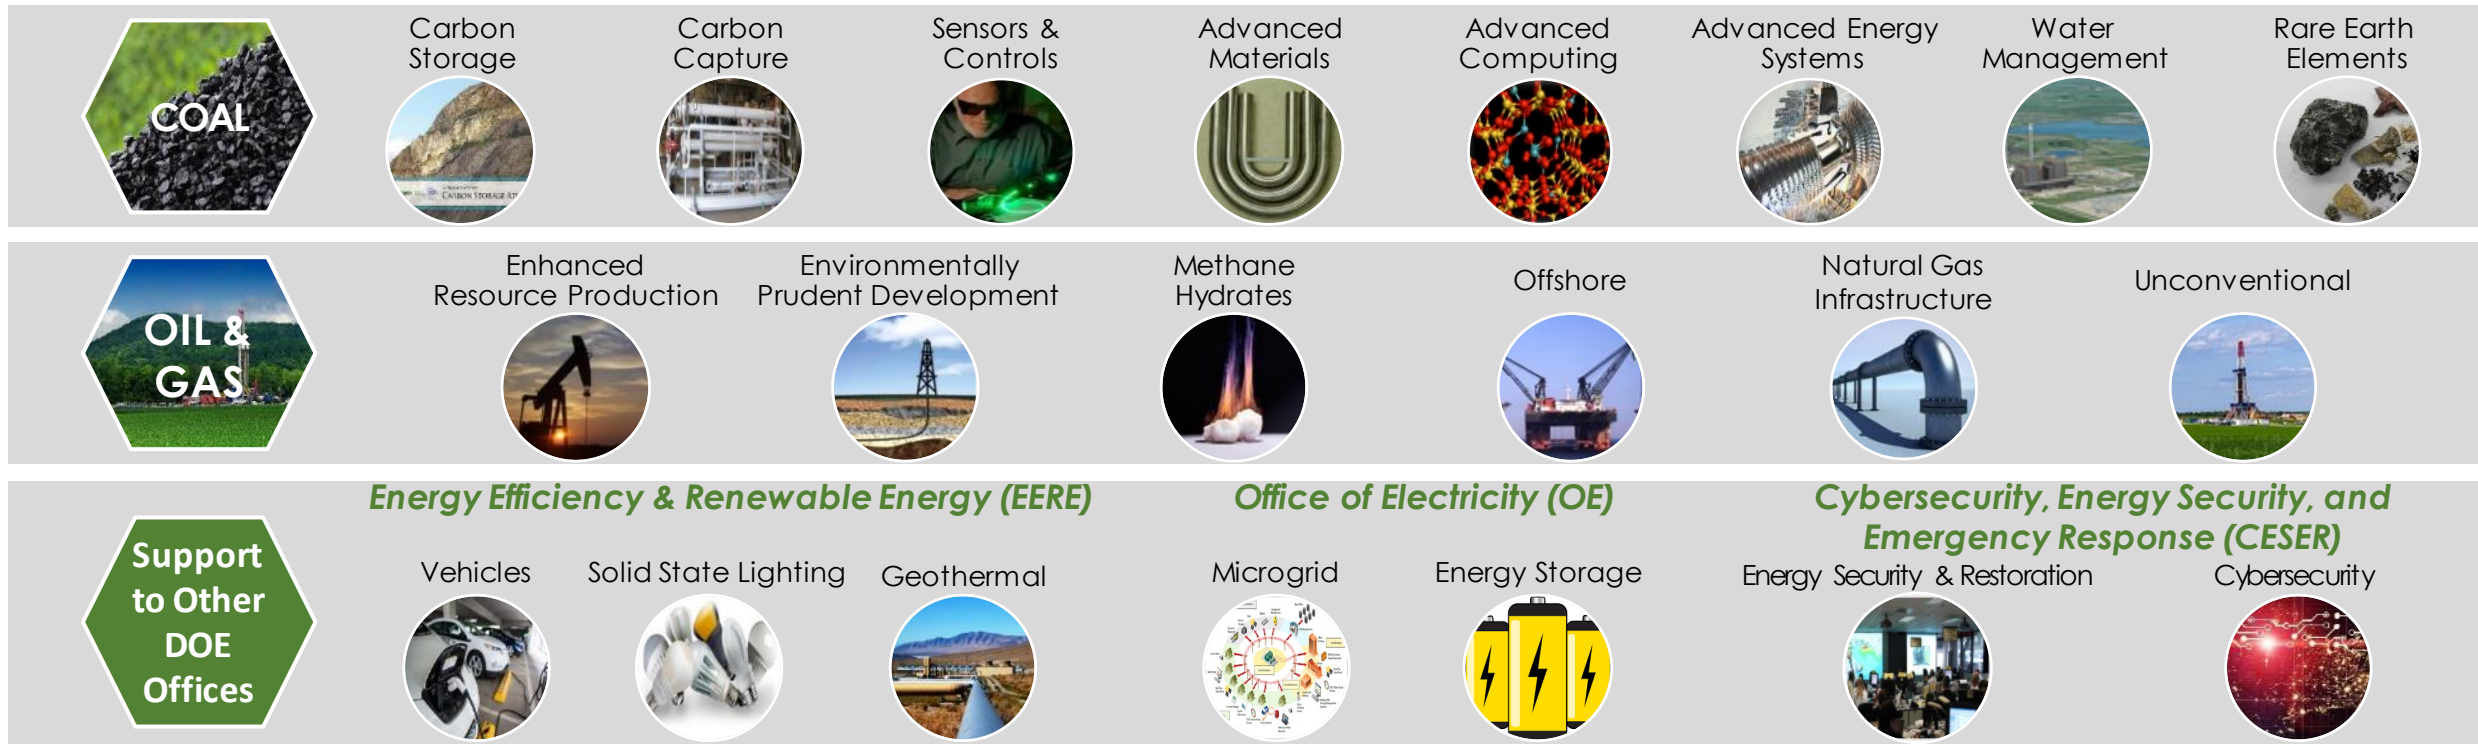 COAL
Carbon
Storage
CARBON STORAGE AT
Carbon
Capture
Sensors &
Controls
Advanced
Materials
Advanced
Computing
Advanced Energy
Systems
Water
Management
Rare Earth
Elements
OIL &
GAS
Enhanced
Resource Production
Environmentally
Prudent Development
Methane
Hydrates
Offshore
Natural Gas
Infrastructure
Unconventional
Support
to Other
DOE
Offices
Energy Efficiency & Renewable Energy (EERE)
Vehicles
Solid State Lighting
Geothermal
Office of Electricity (OE)
Microgrid
Energy Storage
Cybersecurity, Energy Security, and
Emergency Response (CESER)
Energy Security & Restoration
Cybersecurity